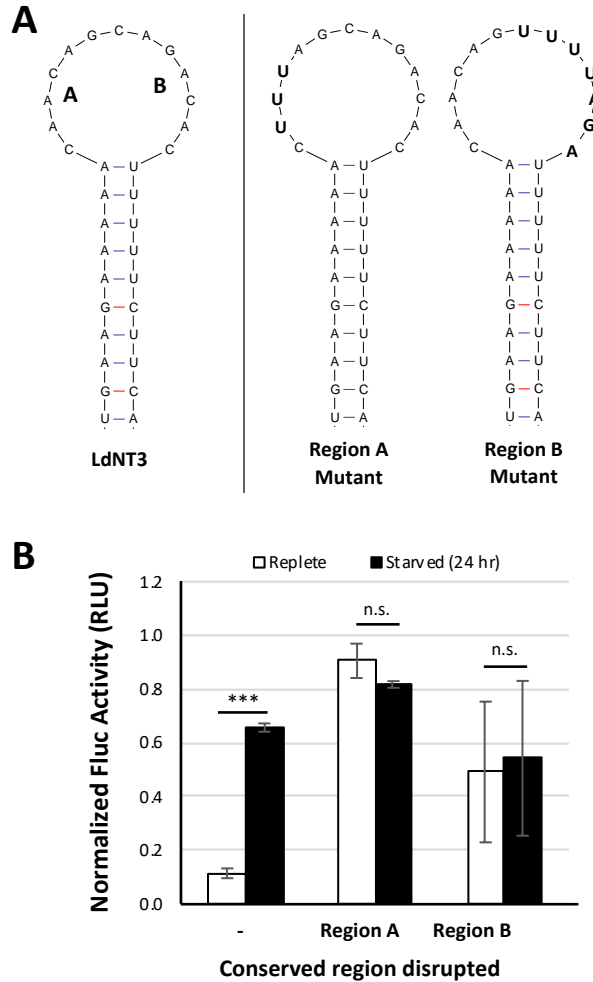 A
C A A C A G C A G A C A C
A B
A U
A U
A U
A U
A U
G C
A U
A U
G C
U A
LdNT3
C U U U A G C A G A C A C
A U
A U
A U
A U
A U
G C
A U
A U
G C
U A
Region A
Mutant
C A A C A G U U U U A G A
A U
A U
A U
A U
A U
G C
A U
A U
G C
U A
Region B
Mutant
B
Replete Starved (24 hr)
Normalized Fluc Activity (RLU)
1.2
1.0
0.8
0.6
0.4
0.2
0.0
***
n.s.
n.s.
- Region A Region B
Conserved region disrupted